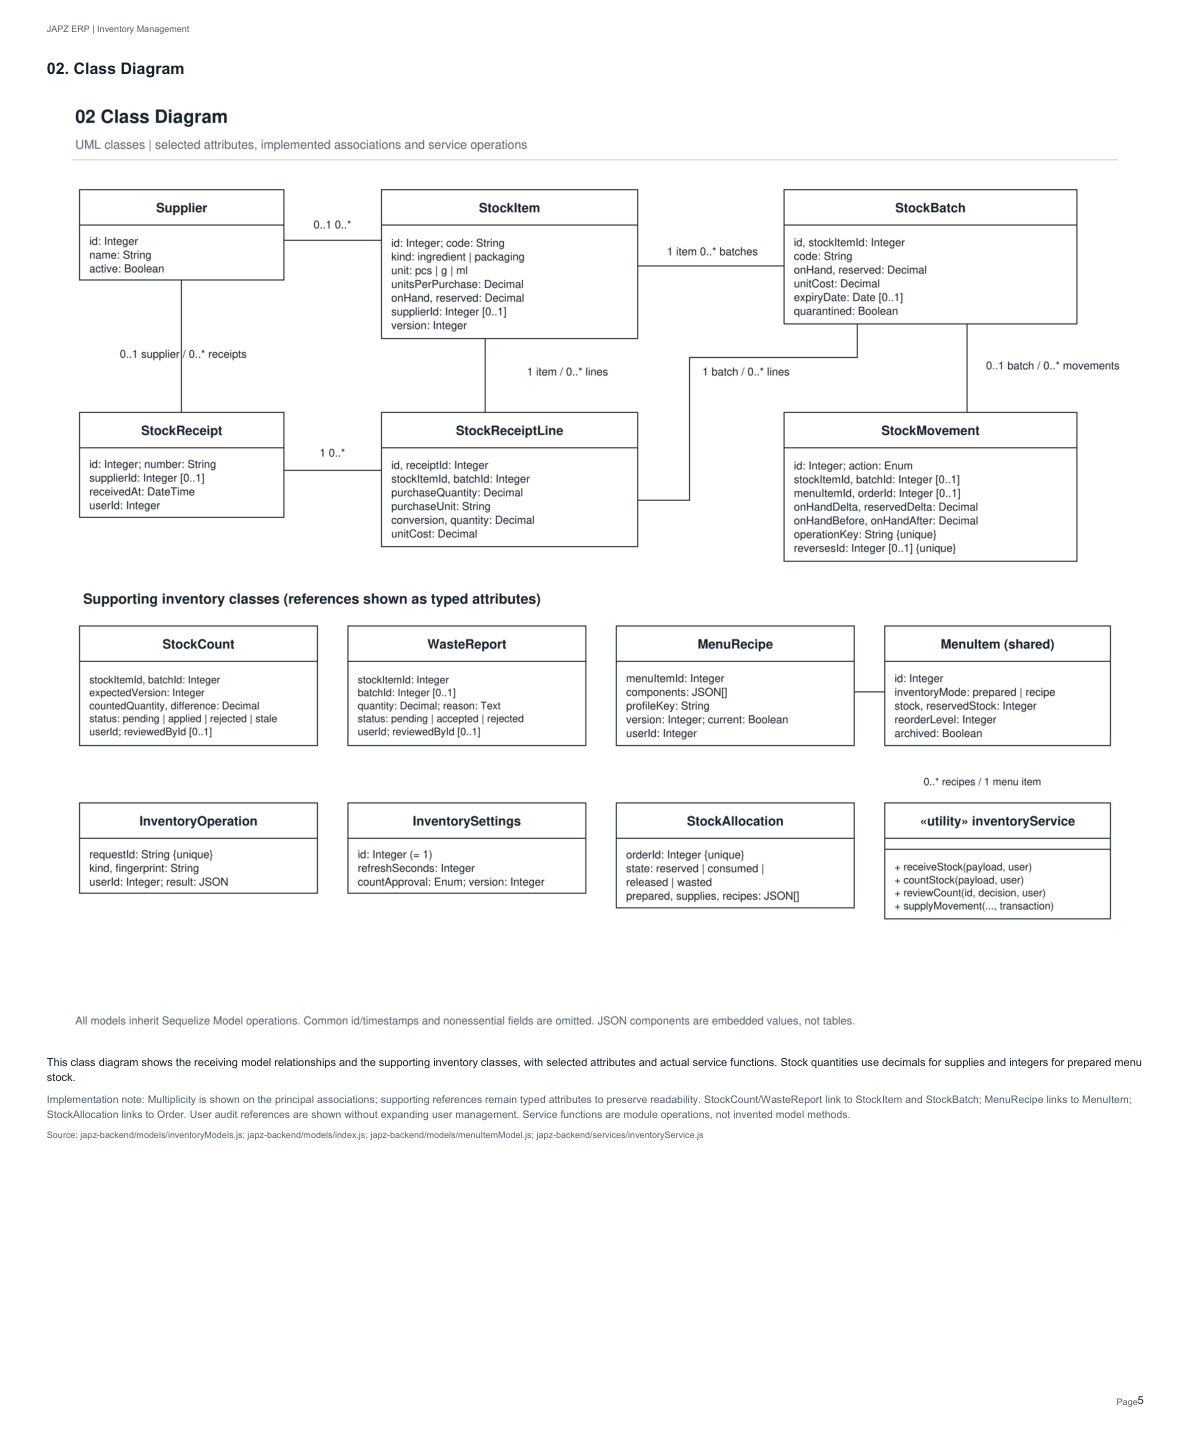 JAPZ ERP | Inventory Management
02. Class Diagram
02 Class Diagram
UML classes | selected attributes, implemented associations and service operations
Supplier
id: Integer
name: String
active: Boolean
0..1 0..*
StockItem
id: Integer; code: String
kind: ingredient | packaging
unit: pcs | g | ml
unitsPerPurchase: Decimal
onHand, reserved: Decimal
supplierId: Integer [0..1]
version: Integer
1 item 0..* batches
StockBatch
id, stockItemId: Integer
code: String
onHand, reserved: Decimal
unitCost: Decimal
expiryDate: Date [0..1]
quarantined: Boolean
0..1 supplier / 0..* receipts
1 item / 0..* lines
1 batch / 0..* lines
0..1 batch / 0..* movements
StockReceipt
id: Integer; number: String
supplierId: Integer [0..1]
receivedAt: DateTime
userId: Integer
1 0..*
StockReceiptLine
id, receiptId: Integer
stockItemId, batchId: Integer
purchaseQuantity: Decimal
purchaseUnit: String
conversion, quantity: Decimal
unitCost: Decimal
StockMovement
id: Integer; action: Enum
stockItemId, batchId: Integer [0..1]
menuItemId, orderId: Integer [0..1]
onHandDelta, reservedDelta: Decimal
onHandBefore, onHandAfter: Decimal
operationKey: String {unique}
reversesId: Integer [0..1] {unique}
Supporting inventory classes (references shown as typed attributes)
StockCount
stockItemId, batchId: Integer
expectedVersion: Integer
countedQuantity, difference: Decimal
status: pending | applied | rejected | stale
userId; reviewedById [0..1]
WasteReport
stockItemId: Integer
batchId: Integer [0..1]
quantity: Decimal; reason: Text
status: pending | accepted | rejected
userId; reviewedById [0..1]
MenuRecipe
menuItemId: Integer
components: JSON[]
profileKey: String
version: Integer; current: Boolean
userId: Integer
MenuItem (shared)
id: Integer
inventoryMode: prepared | recipe
stock, reservedStock: Integer
reorderLevel: Integer
archived: Boolean
0..* recipes / 1 menu item
InventoryOperation
requestId: String {unique}
kind, fingerprint: String
userId: Integer; result: JSON
InventorySettings
id: Integer (= 1)
refreshSeconds: Integer
countApproval: Enum; version: Integer
StockAllocation
orderId: Integer {unique}
state: reserved | consumed |
released | wasted
prepared, supplies, recipes: JSON[]
«utility» inventoryService
+ receiveStock(payload, user)
+ countStock(payload, user)
+ reviewCount(id, decision, user)
+ supplyMovement(..., transaction)
All models inherit Sequelize Model operations. Common id/timestamps and nonessential fields are omitted. JSON components are embedded values, not tables.
This class diagram shows the receiving model relationships and the supporting inventory classes, with selected attributes and actual service functions. Stock quantities use decimals for supplies and integers for prepared menu
stock.
Implementation note: Multiplicity is shown on the principal associations; supporting references remain typed attributes to preserve readability. StockCount/WasteReport link to StockItem and StockBatch; MenuRecipe links to MenuItem;
StockAllocation links to Order. User audit references are shown without expanding user management. Service functions are module operations, not invented model methods.
Source: japz-backend/models/inventoryModels.js; japz-backend/models/index.js; japz-backend/models/menuItemModel.js; japz-backend/services/inventoryService.js
Page5